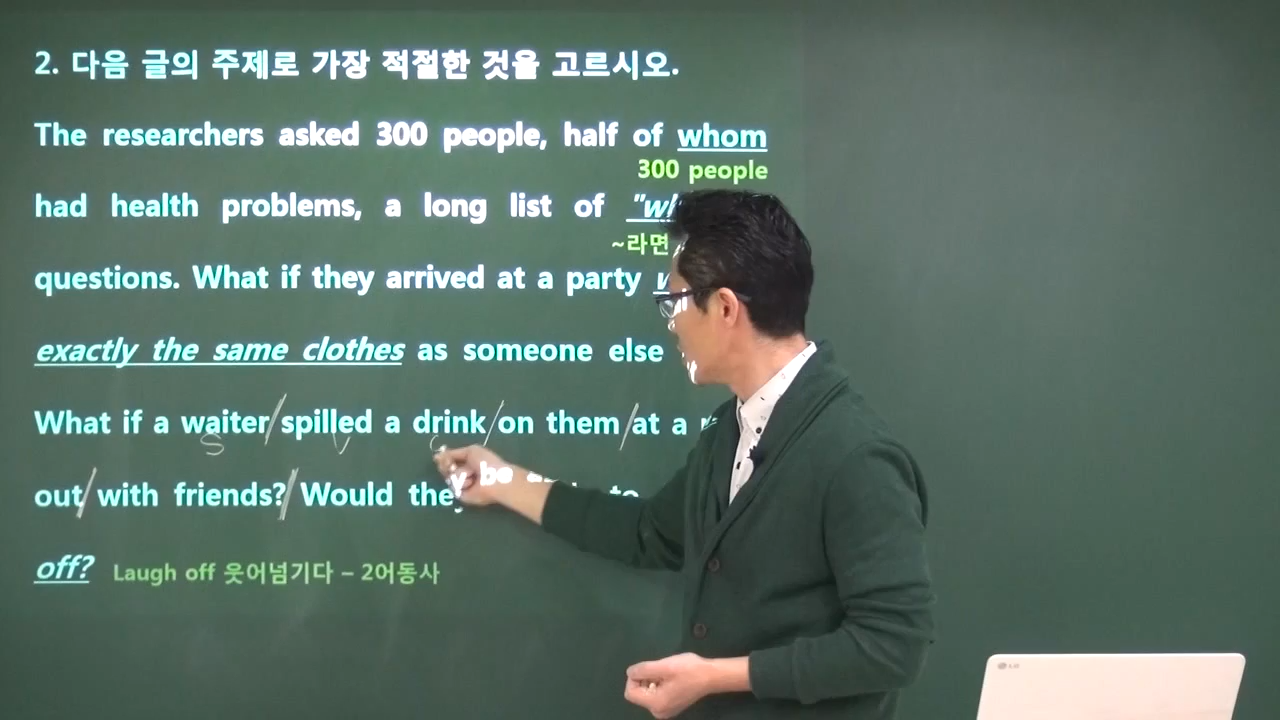 2. 다음 글의 주제로 가장 적절한 것을 고르시오.
The researchers asked 300 people, half of whom
300 people
had health problems, a long list of
~라면
questions. What if they arrived at a party
exactly the same clothes as someone else
What if a waiter/spilled a drink/on them/at a
S V
out/with friends?/Would they be to
off? Laugh off 웃어넘기다 – 2어동사
LG